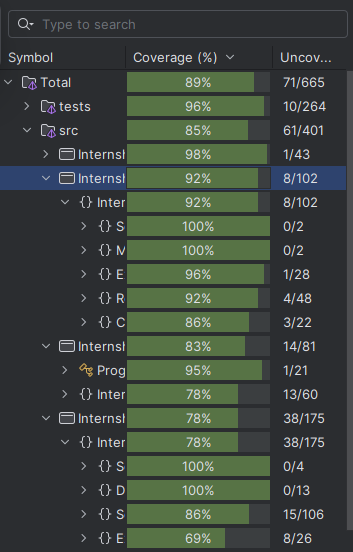 Type to search
Symbol Coverage (%) Uncov...
Total 89% 71/665
tests 96% 10/264
src 85% 61/401
Internsh 98% 1/43
Internsh 92% 8/102
{} Inter 92% 8/102
{} S 100% 0/2
{} M 100% 0/2
{} E 96% 1/28
{} R 92% 4/48
{} C 86% 3/22
Internsh 83% 14/81
Prog 95% 1/21
{} Inter 78% 13/60
Internsh 78% 38/175
{} Inter 78% 38/175
{} S 100% 0/4
{} D 100% 0/13
{} S 86% 15/106
{} E 69% 8/26